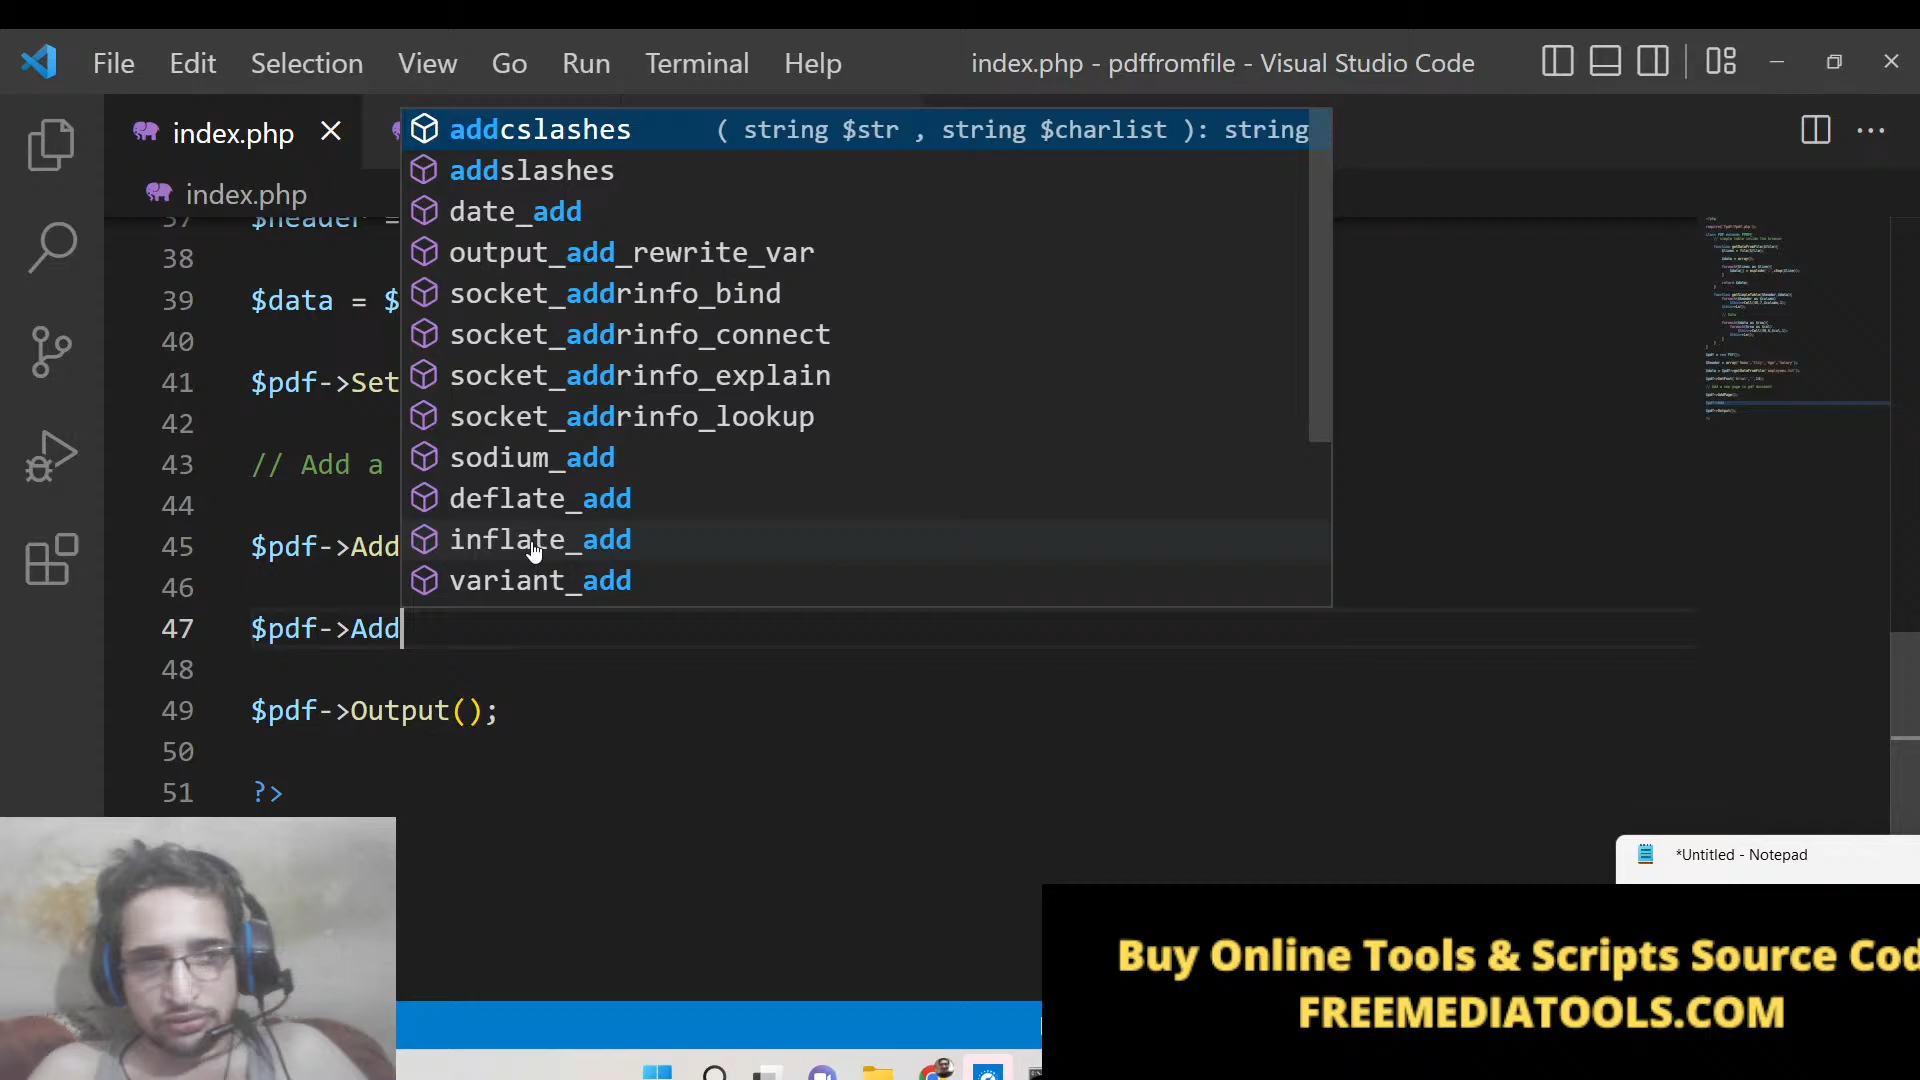 File Edit Selection View Go Run Terminal Help index.php - pdffromfile - Visual Studio Code
index.php
index.php
addcslashes ( string $str , string $charlist ): string
addslashes
date_add
output_add_rewrite_var
socket_addrinfo_bind
socket_addrinfo_connect
socket_addrinfo_explain
socket_addrinfo_lookup
sodium_add
deflate_add
inflate_add
variant_add
37 $header =
38
39 $data = $
40
41 $pdf->Set
42
43 // Add a
44
45 $pdf->Add
46
47 $pdf->Add
48
49 $pdf->Output();
50
51 ?>
*Untitled - Notepad
Buy Online Tools & Scripts Source Cod
FREEMEDIATOOLS.COM